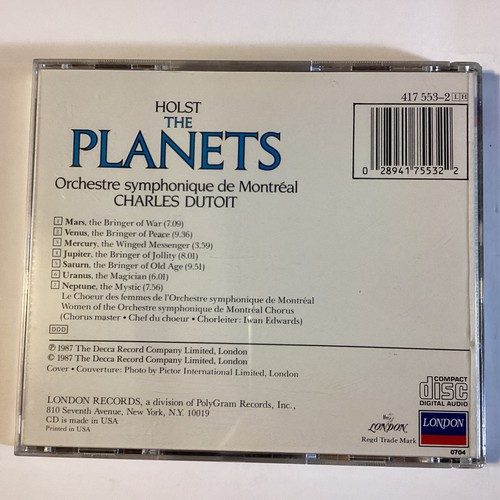 HOLST
THE
PLANETS
Orchestre symphonique de Montréal
CHARLES DUTOIT
417 553-2 LH
0 28941 75532 2
1 Mars, the Bringer of War (7.09)
2 Venus, the Bringer of Peace (9.36)
3 Mercury, the Winged Messenger (3.59)
4 Jupiter, the Bringer of Jollity (8.01)
5 Saturn, the Bringer of Old Age (9.51)
6 Uranus, the Magician (6.01)
7 Neptune, the Mystic (7.56)
Le Choeur des femmes de l'Orchestre symphonique de Montréal
Women of the Orchestre symphonique de Montréal Chorus
(Chorus master • Chef du choeur • Chorleiter: Iwan Edwards)
DDD
℗ 1987 The Decca Record Company Limited, London
© 1987 The Decca Record Company Limited, London
Cover • Couverture: Photo by Pictor International Limited, London
LONDON RECORDS, a division of PolyGram Records, Inc.,
810 Seventh Avenue, New York, N.Y. 10019
CD is made in USA
Printed in USA
COMPACT
disc
DIGITAL AUDIO
LONDON
Regd Trade Mark
LONDON
0704